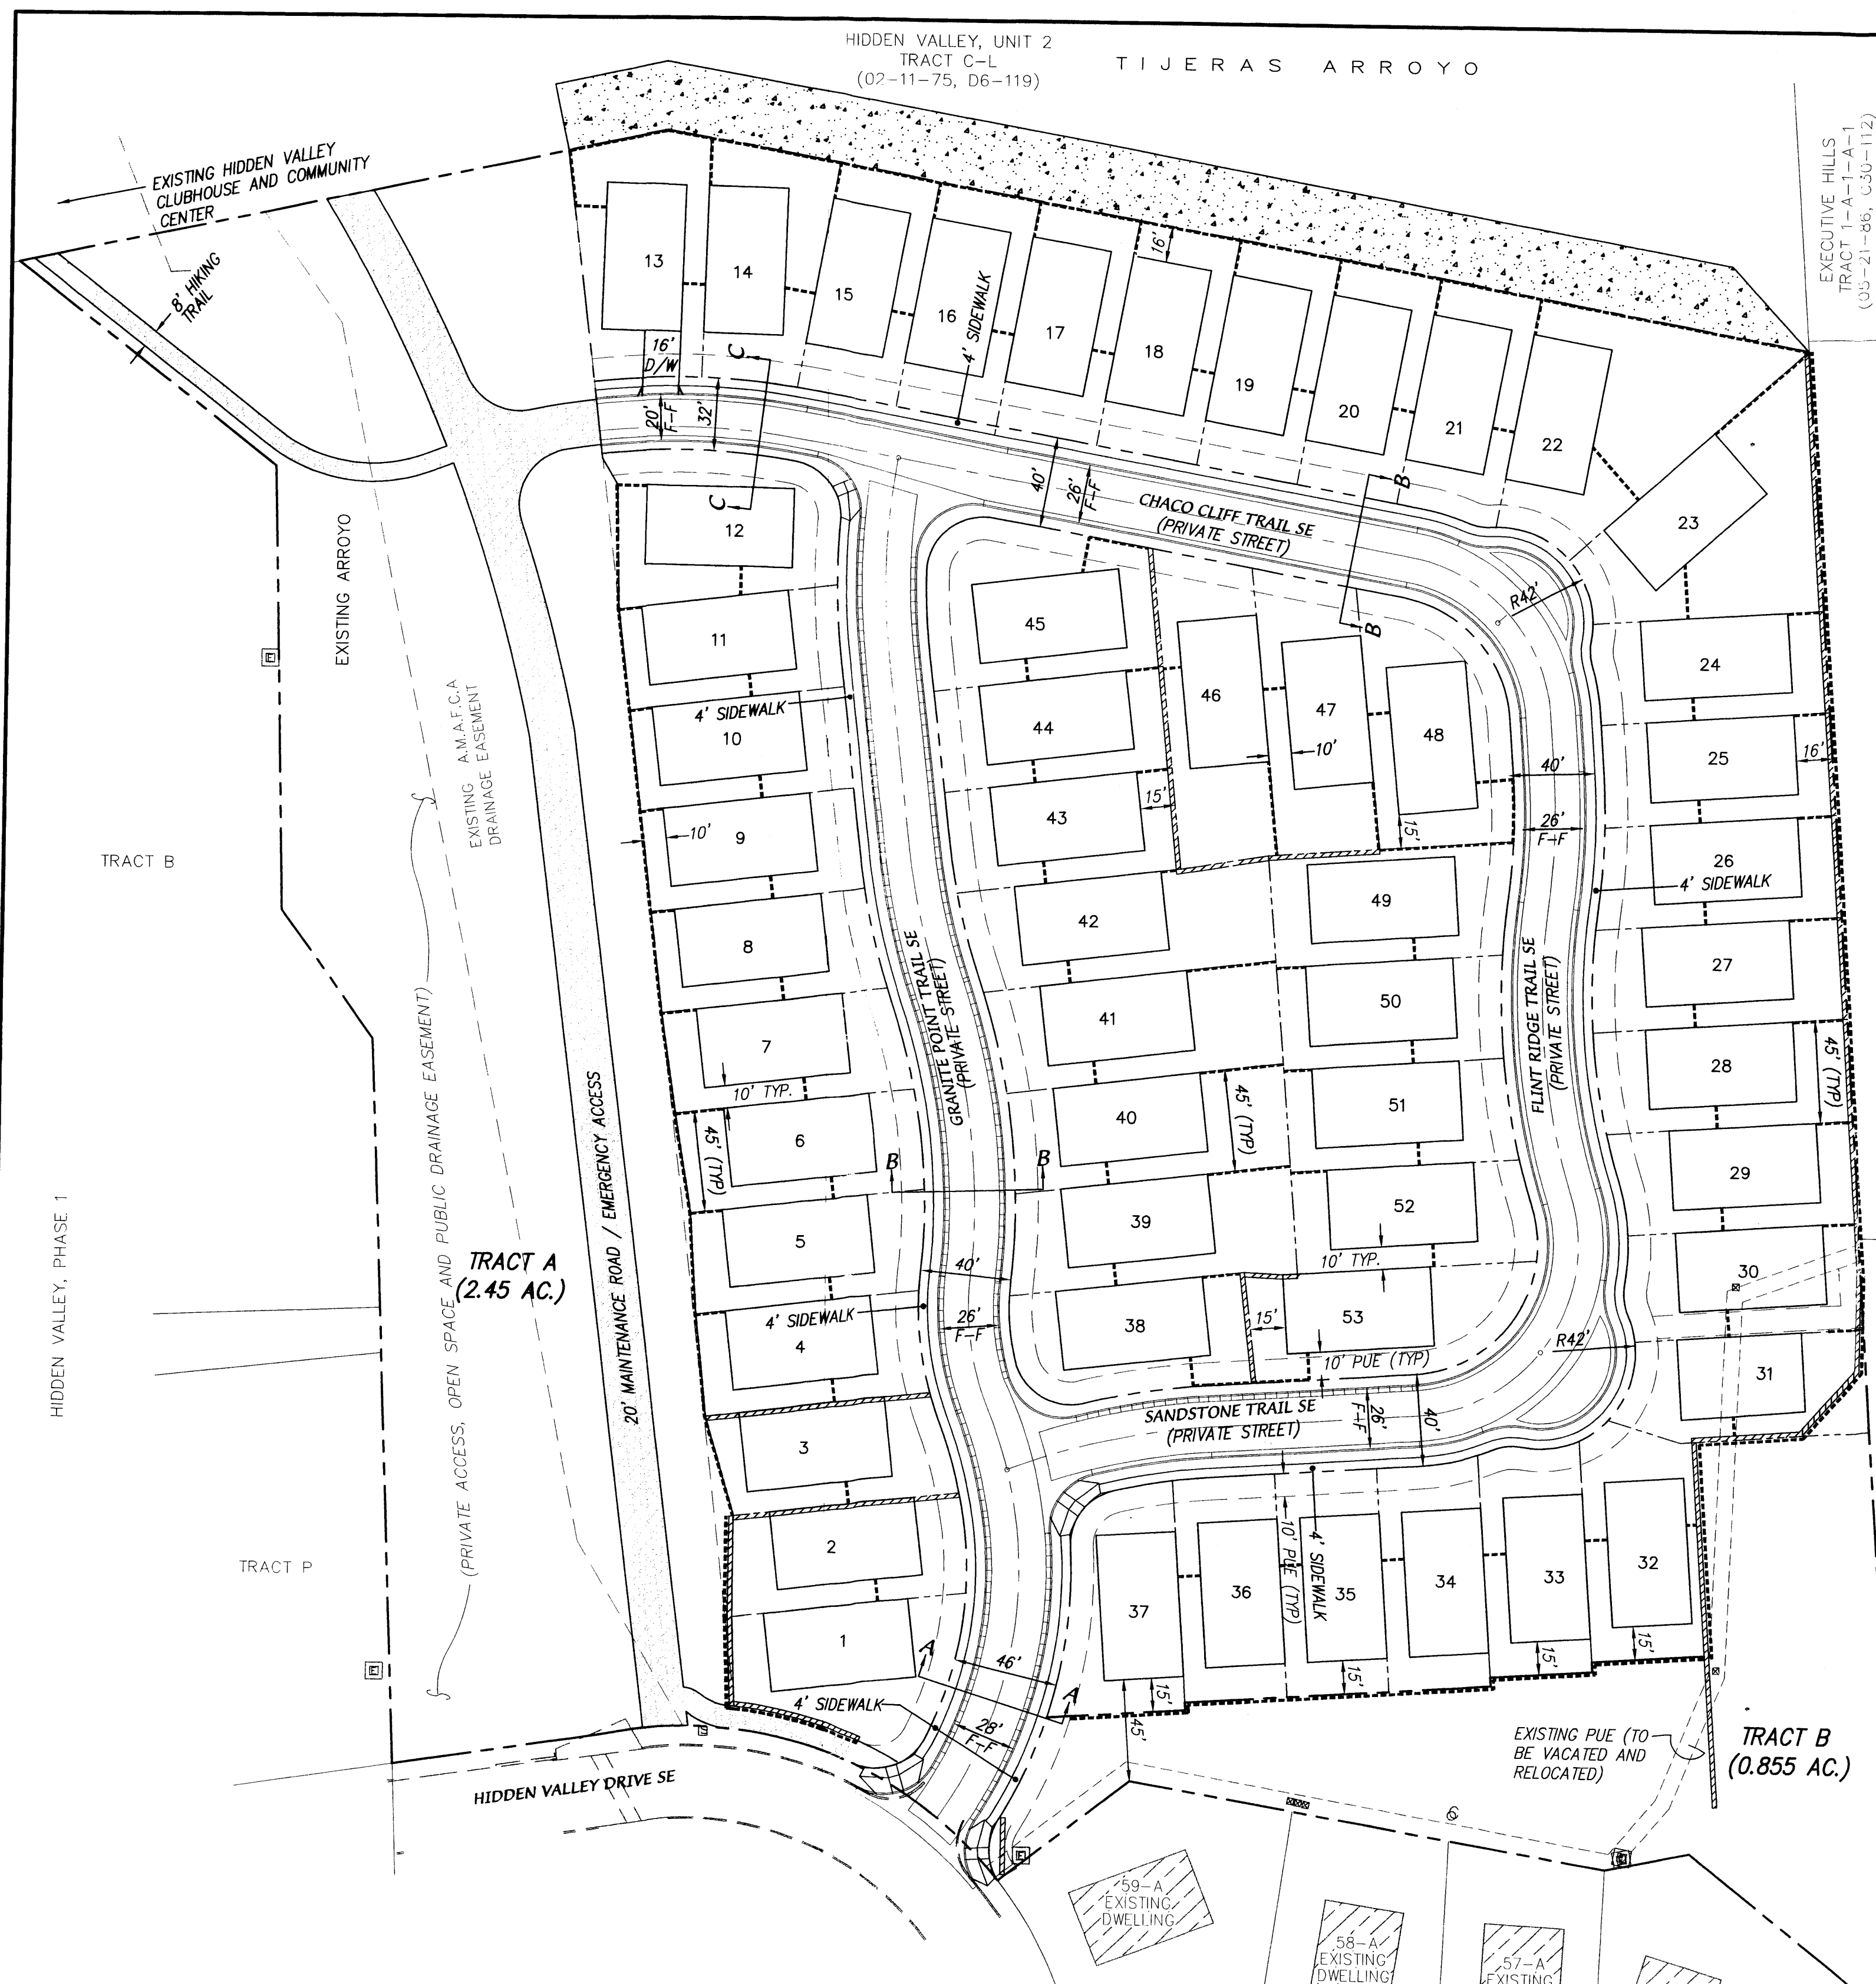 HIDDEN VALLEY, UNIT 2
TRACT C-L
(02-11-75, D6-119)
TIJERAS ARROYO
EXECUTIVE HILLS
TRACT 1-A-1-A-1
(05-21-86, C30-112)
EXISTING HIDDEN VALLEY
CLUBHOUSE AND COMMUNITY
CENTER
8' HIKING
TRAIL
EXISTING ARROYO
EXISTING A.M.A.F.C.A
DRAINAGE EASEMENT
TRACT B
HIDDEN VALLEY, PHASE 1
TRACT P
(PRIVATE ACCESS, OPEN SPACE AND PUBLIC DRAINAGE EASEMENT)
TRACT A
(2.45 AC.)
20' MAINTENANCE ROAD / EMERGENCY ACCESS
HIDDEN VALLEY DRIVE SE
13
14
15
16
17
18
19
20
21
22
23
16'
4' SIDEWALK
16'
D/W
C
C
20'
F-F
32'
40'
26'
F-F
CHACO CLIFF TRAIL SE
(PRIVATE STREET)
B
B
R42'
12
11
4' SIDEWALK
10
9
10'
8
7
10' TYP.
6
45' (TYP)
5
4' SIDEWALK
4
3
2
1
GRANITE POINT TRAIL SE
(PRIVATE STREET)
B
B
40'
26'
F-F
45
44
43
15'
42
41
40
45' (TYP)
39
38
46
47
10'
48
15'
49
50
51
52
10' TYP.
53
15'
10' PUE (TYP)
40'
26'
F-F
FLINT RIDGE TRAIL SE
(PRIVATE STREET)
24
25
16'
26
4' SIDEWALK
27
28
45' (TYP)
29
30
31
R42'
SANDSTONE TRAIL SE
(PRIVATE STREET)
26'
F-F
40'
37
36
35
34
33
32
10' PUE (TYP)
4' SIDEWALK
15'
15'
15'
15'
45'
A
A
46'
4' SIDEWALK
28'
F-F
EXISTING PUE (TO
BE VACATED AND
RELOCATED)
TRACT B
(0.855 AC.)
59-A
EXISTING
DWELLING
58-A
EXISTING
DWELLING
57-A
EXISTING